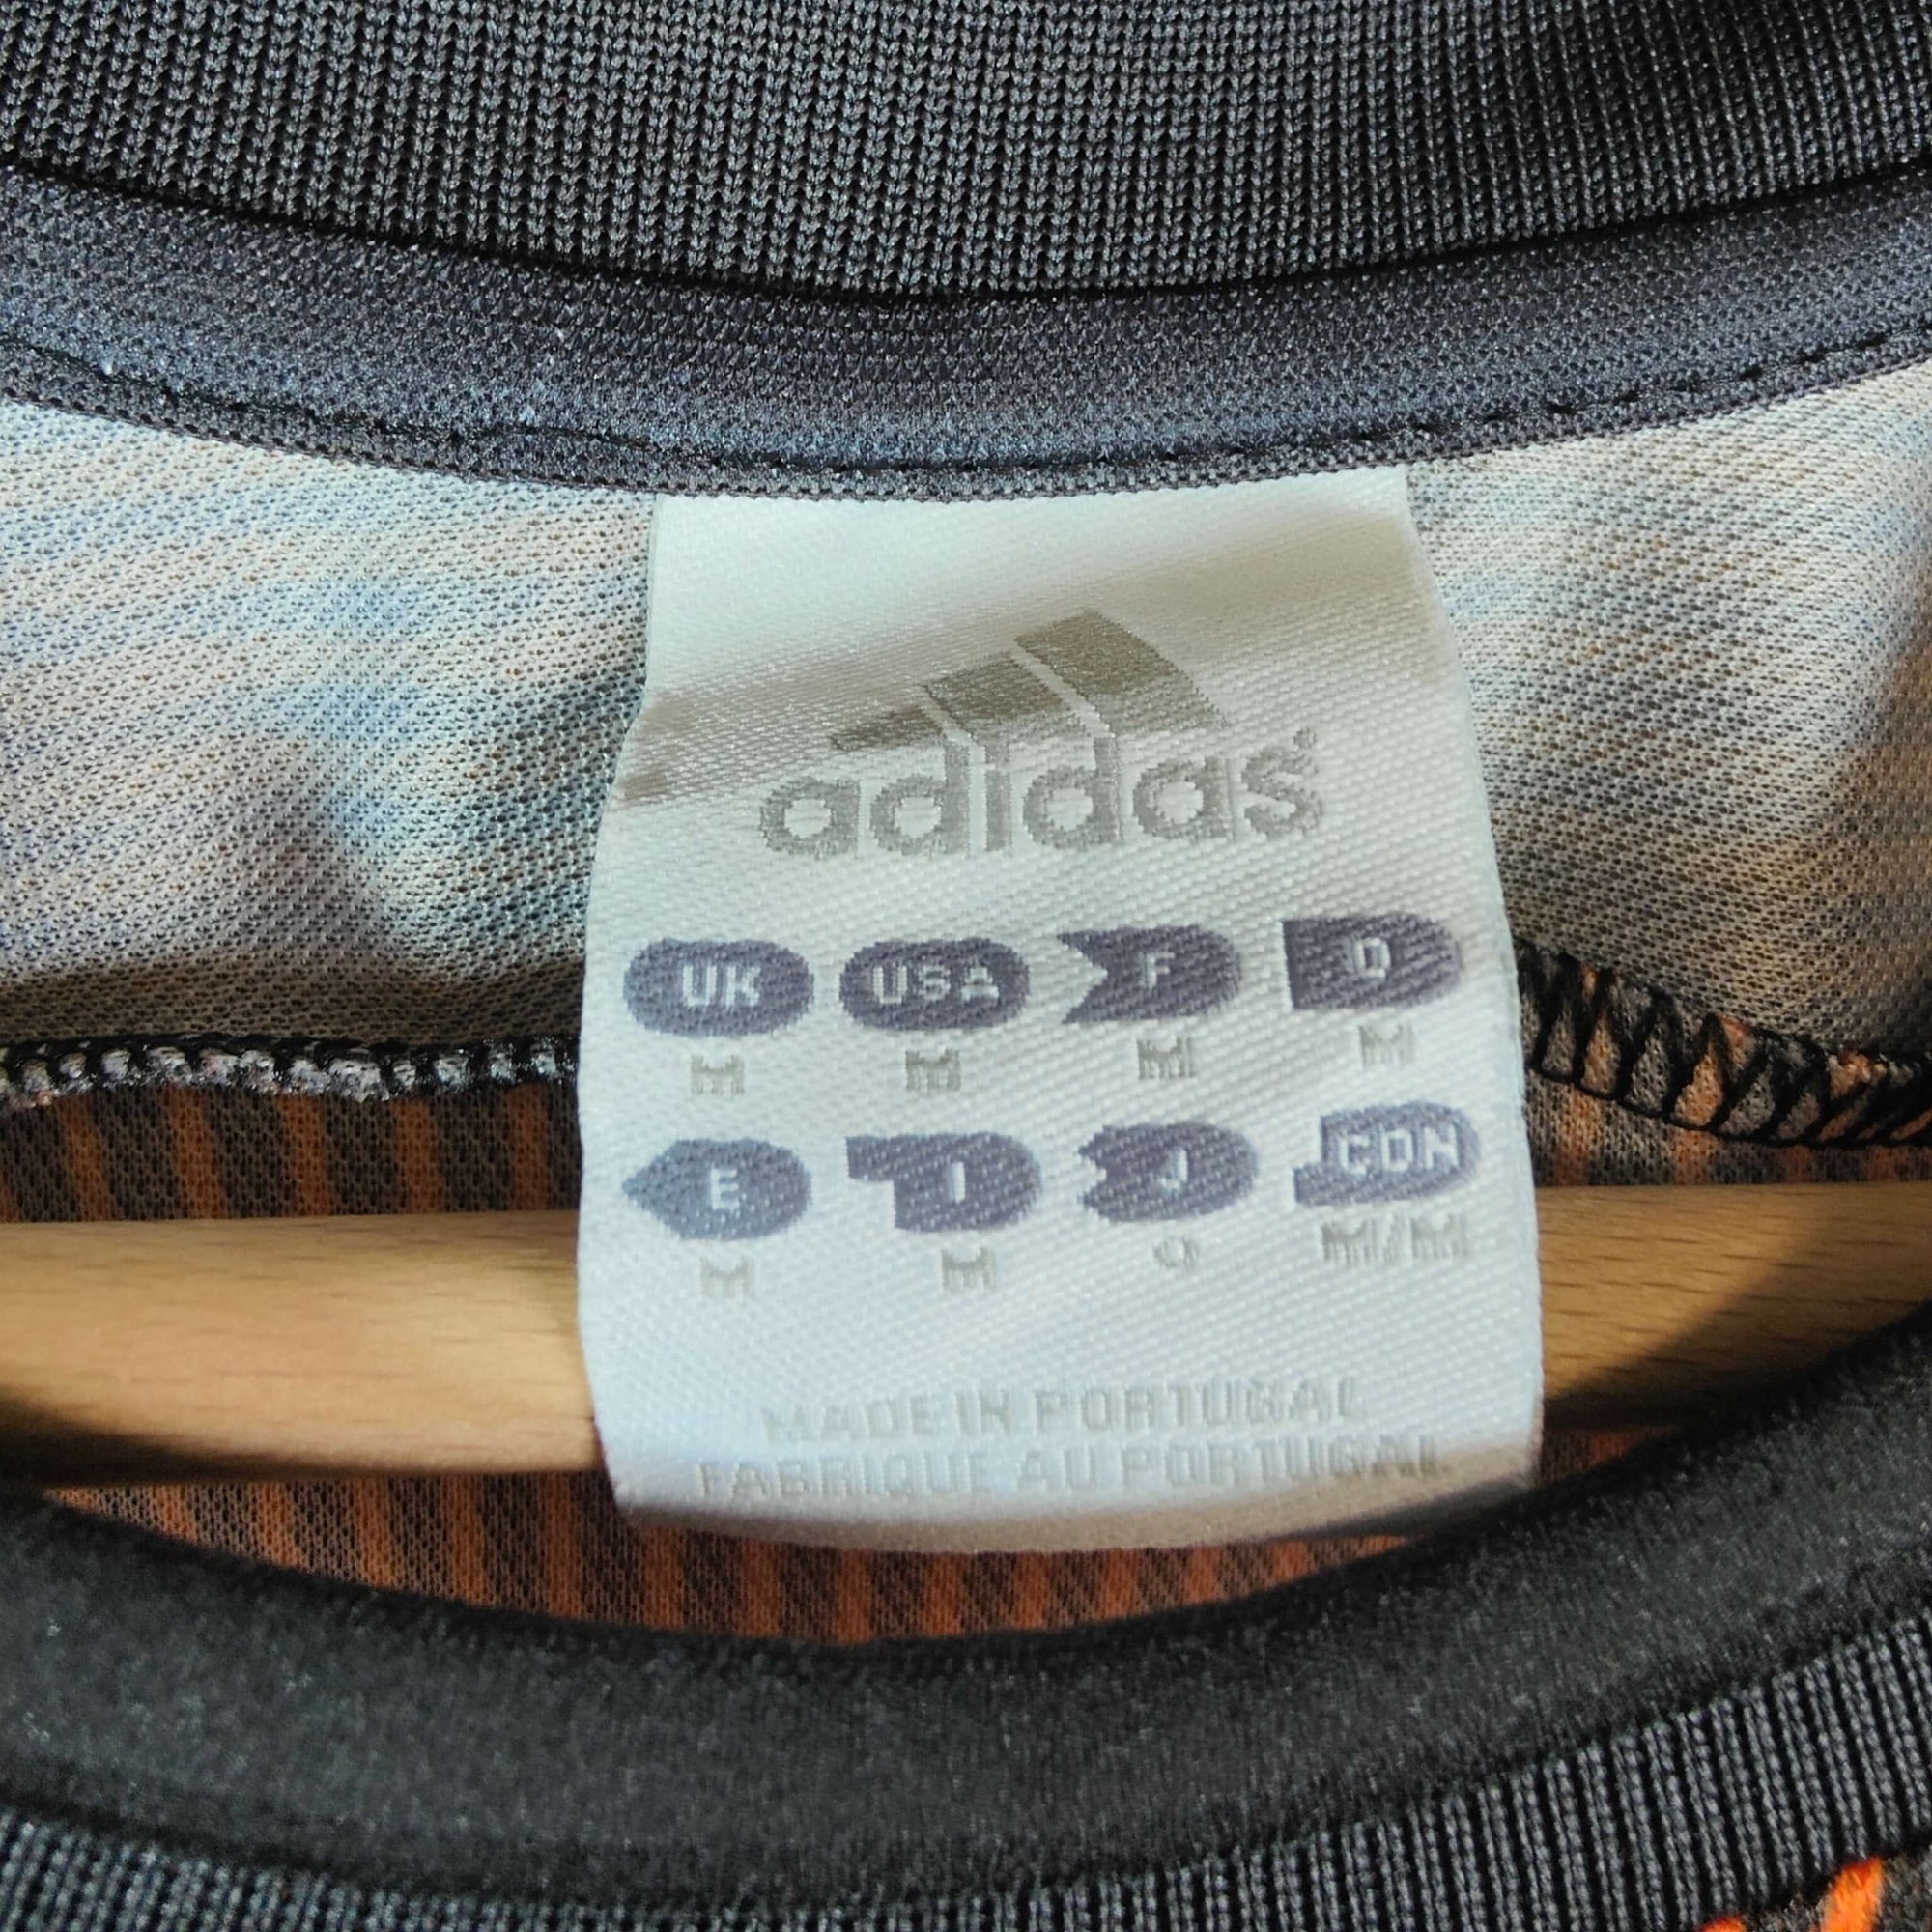 adidas®
UK USA F D
M M M M
E I J CDN
M M O M/M
MADE IN PORTUGAL
FABRIQUE AU PORTUGAL